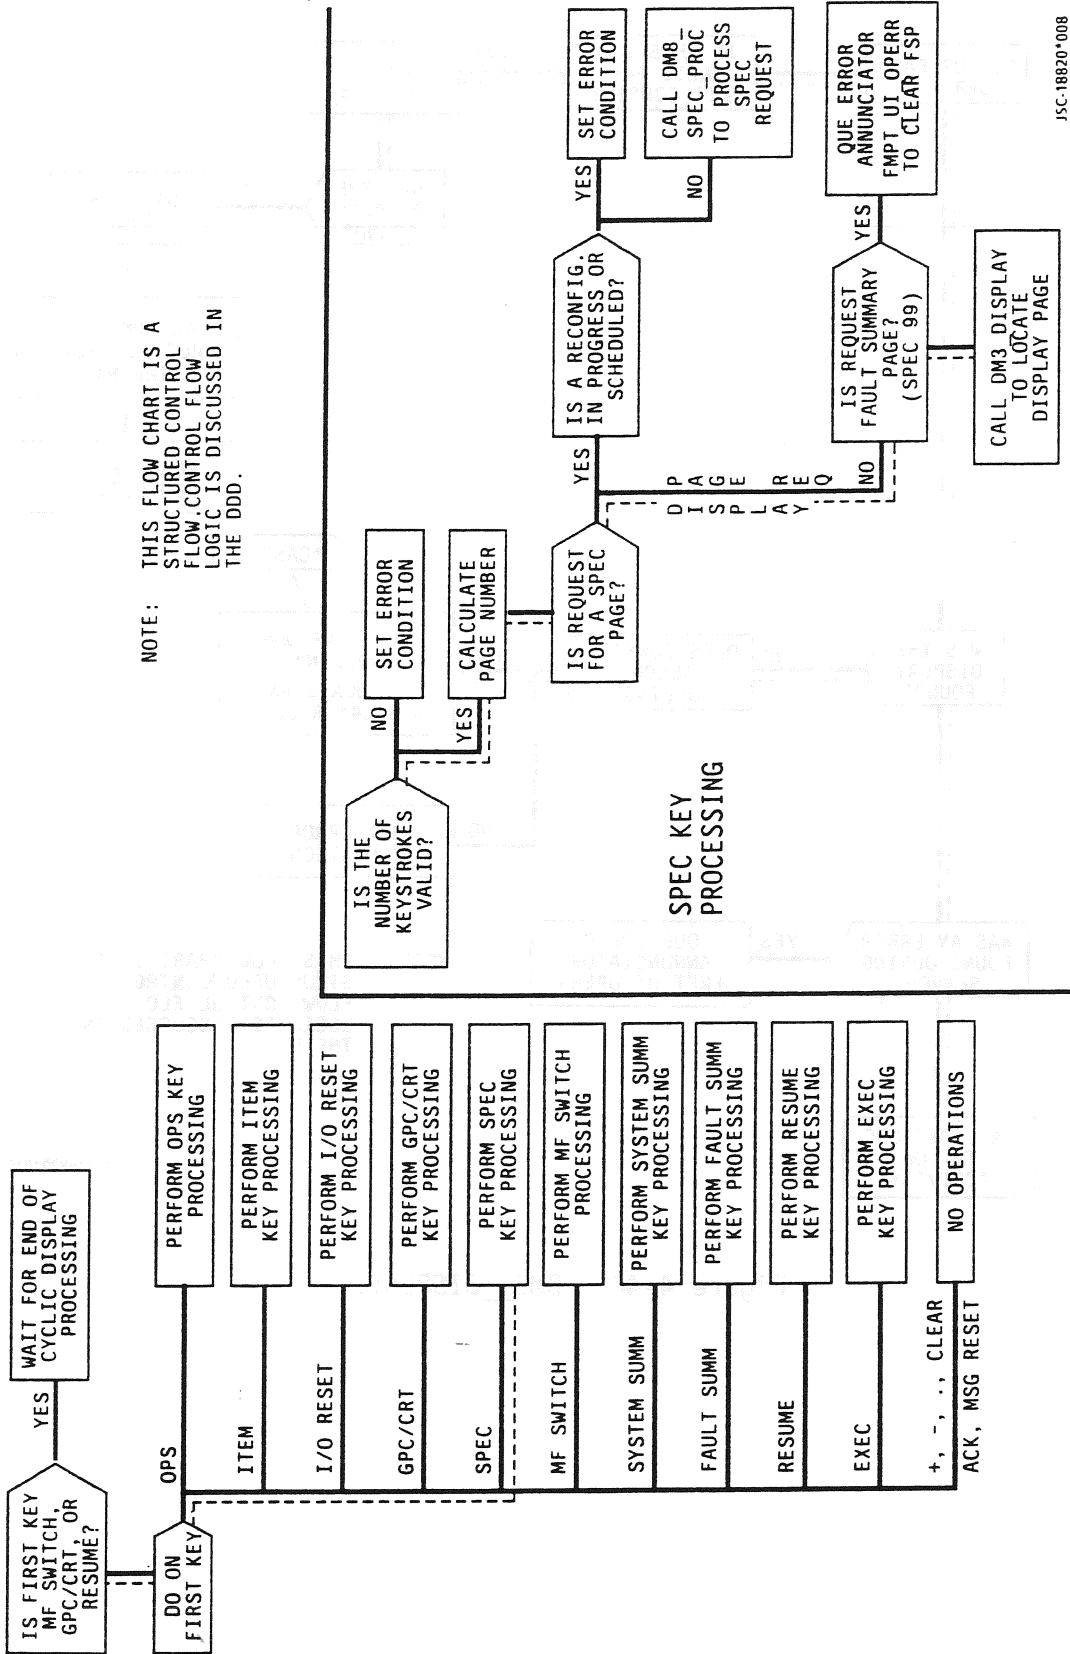 IS FIRST KEY
MF SWITCH,
GPC/CRT, OR
RESUME?
YES
WAIT FOR END OF
CYCLIC DISPLAY
PROCESSING
DO ON
FIRST KEY
OPS
PERFORM OPS KEY
PROCESSING
ITEM
PERFORM ITEM
KEY PROCESSING
I/O RESET
PERFORM I/O RESET
KEY PROCESSING
GPC/CRT
PERFORM GPC/CRT
KEY PROCESSING
SPEC
PERFORM SPEC
KEY PROCESSING
MF SWITCH
PERFORM MF SWITCH
PROCESSING
SYSTEM SUMM
PERFORM SYSTEM SUMM
KEY PROCESSING
FAULT SUMM
PERFORM FAULT SUMM
KEY PROCESSING
RESUME
PERFORM RESUME
KEY PROCESSING
EXEC
PERFORM EXEC
KEY PROCESSING
+, -, ., CLEAR
ACK, MSG RESET
NO OPERATIONS
NOTE: THIS FLOW CHART IS A
STRUCTURED CONTROL
FLOW.CONTROL FLOW
LOGIC IS DISCUSSED IN
THE DDD.
IS THE
NUMBER OF
KEYSTROKES
VALID?
NO
SET ERROR
CONDITION
YES
CALCULATE
PAGE NUMBER
IS REQUEST
FOR A SPEC
PAGE?
YES
IS A RECONFIG.
IN PROGRESS OR
SCHEDULED?
YES
SET ERROR
CONDITION
NO
CALL DM8_
SPEC_PROC
TO PROCESS
SPEC
REQUEST
DISPLAY
PAGE
REQ
NO
IS REQUEST
FAULT SUMMARY
PAGE?
(SPEC 99)
YES
QUE ERROR
ANNUNCIATOR
FMPT_UI_OPERR
TO CLEAR FSP
CALL DM3_DISPLAY
TO LOCATE
DISPLAY PAGE
SPEC KEY
PROCESSING
JSC-18820*008